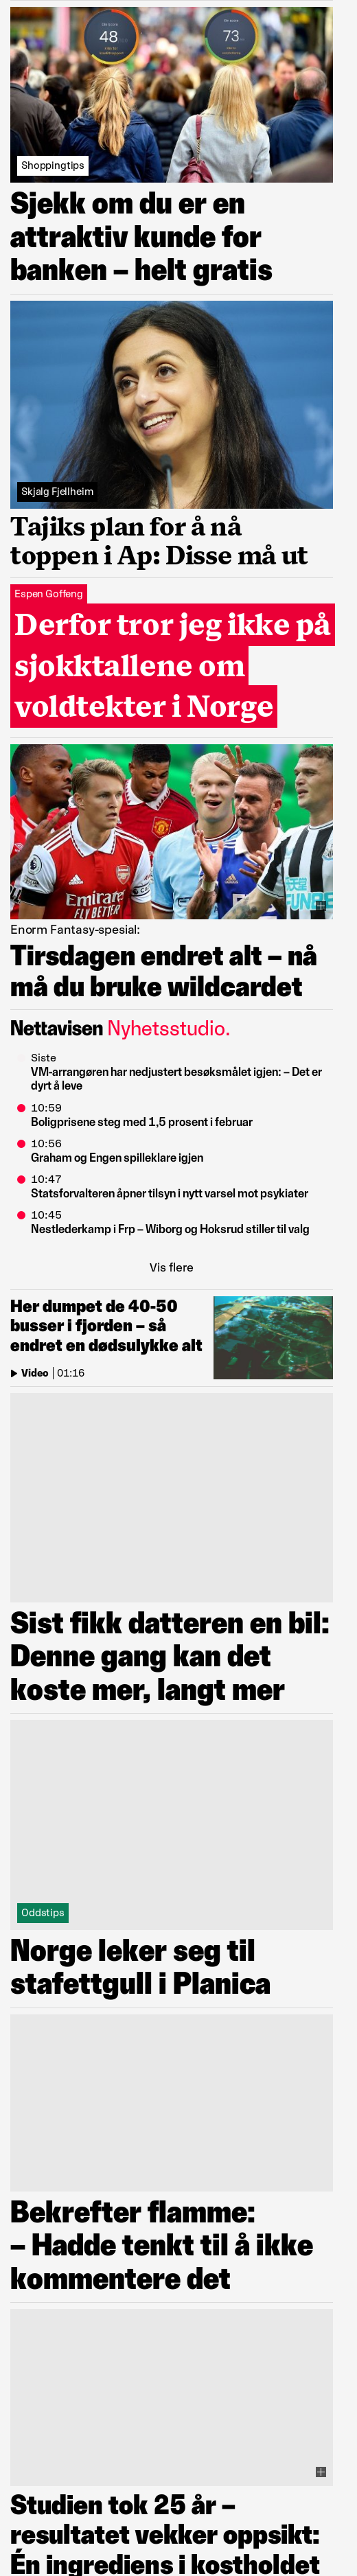 48
73
Shoppingtips
Sjekk om du er en
attraktiv kunde for
banken – helt gratis
Skjalg Fjellheim
Tajiks plan for å nå
toppen i Ap: Disse må ut
Espen Goffeng
Derfor tror jeg ikke på
sjokktallene om
voldtekter i Norge
Emirates
FLY BETTER
Enorm Fantasy-spesial:
Tirsdagen endret alt – nå
må du bruke wildcardet
Nettavisen Nyhetsstudio.
Siste
VM-arrangøren har nedjustert besøksmålet igjen: – Det er
dyrt å leve
10:59
Boligprisene steg med 1,5 prosent i februar
10:56
Graham og Engen spilleklare igjen
10:47
Statsforvalteren åpner tilsyn i nytt varsel mot psykiater
10:45
Nestlederkamp i Frp – Wiborg og Hoksrud stiller til valg
Vis flere
Her dumpet de 40-50
busser i fjorden – så
endret en dødsulykke alt
Video | 01:16
Sist fikk datteren en bil:
Denne gang kan det
koste mer, langt mer
Oddstips
Norge leker seg til
stafettgull i Planica
Bekrefter flamme:
– Hadde tenkt til å ikke
kommentere det
Studien tok 25 år –
resultatet vekker oppsikt:
Én ingrediens i kostholdet